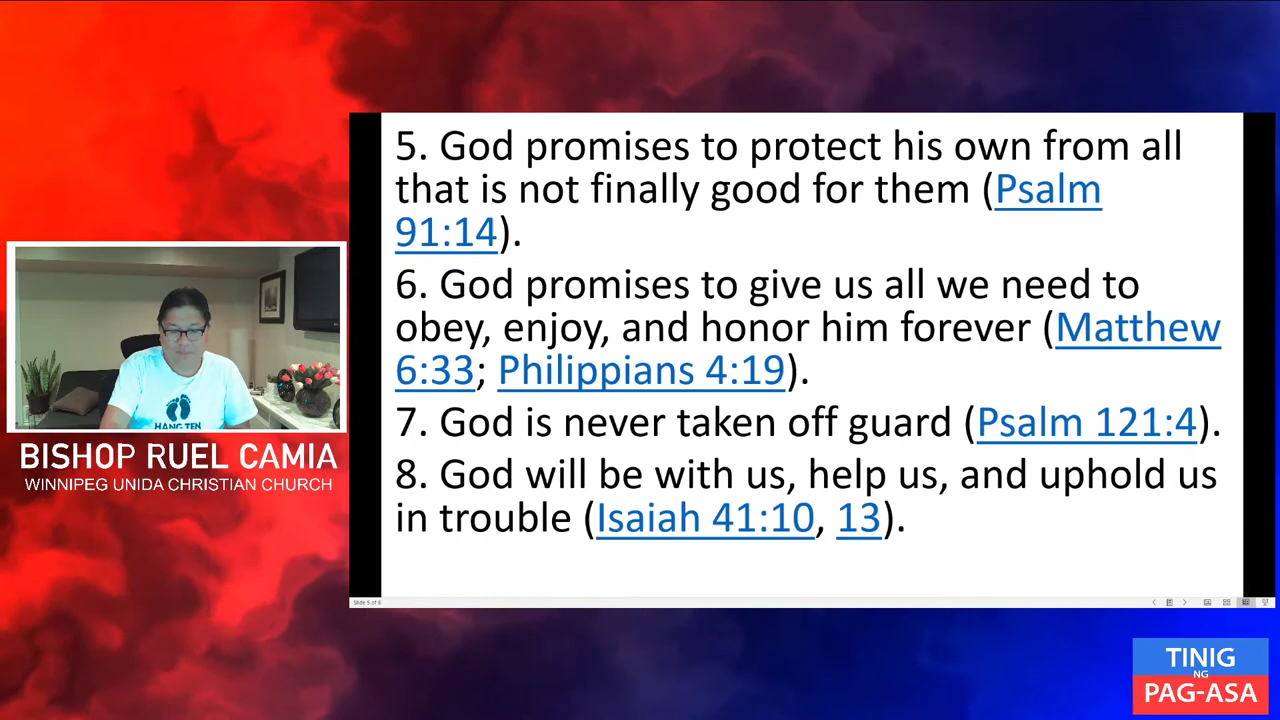 5. God promises to protect his own from all
that is not finally good for them (Psalm
91:14).
6. God promises to give us all we need to
obey, enjoy, and honor him forever (Matthew
6:33; Philippians 4:19).
7. God is never taken off guard (Psalm 121:4).
8. God will be with us, help us, and uphold us
in trouble (Isaiah 41:10, 13).
Slide 5 of 6
HANG TEN
BISHOP RUEL CAMIA
WINNIPEG UNIDA CHRISTIAN CHURCH
TINIG
NG
PAG-ASA